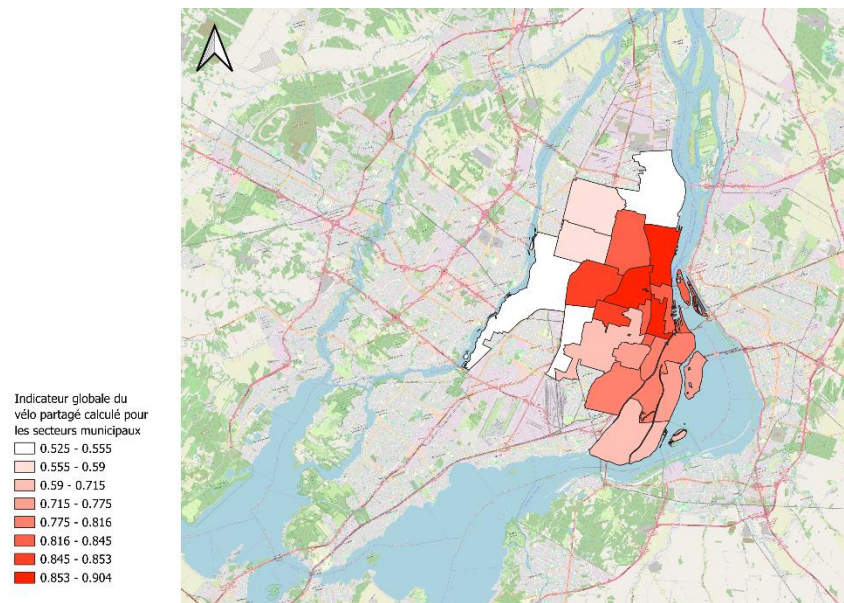 Indicateur globale du
vélo partagé calculé pour
les secteurs municipaux
0.525 - 0.555
0.555 - 0.59
0.59 - 0.715
0.715 - 0.775
0.775 - 0.816
0.816 - 0.845
0.845 - 0.853
0.853 - 0.904